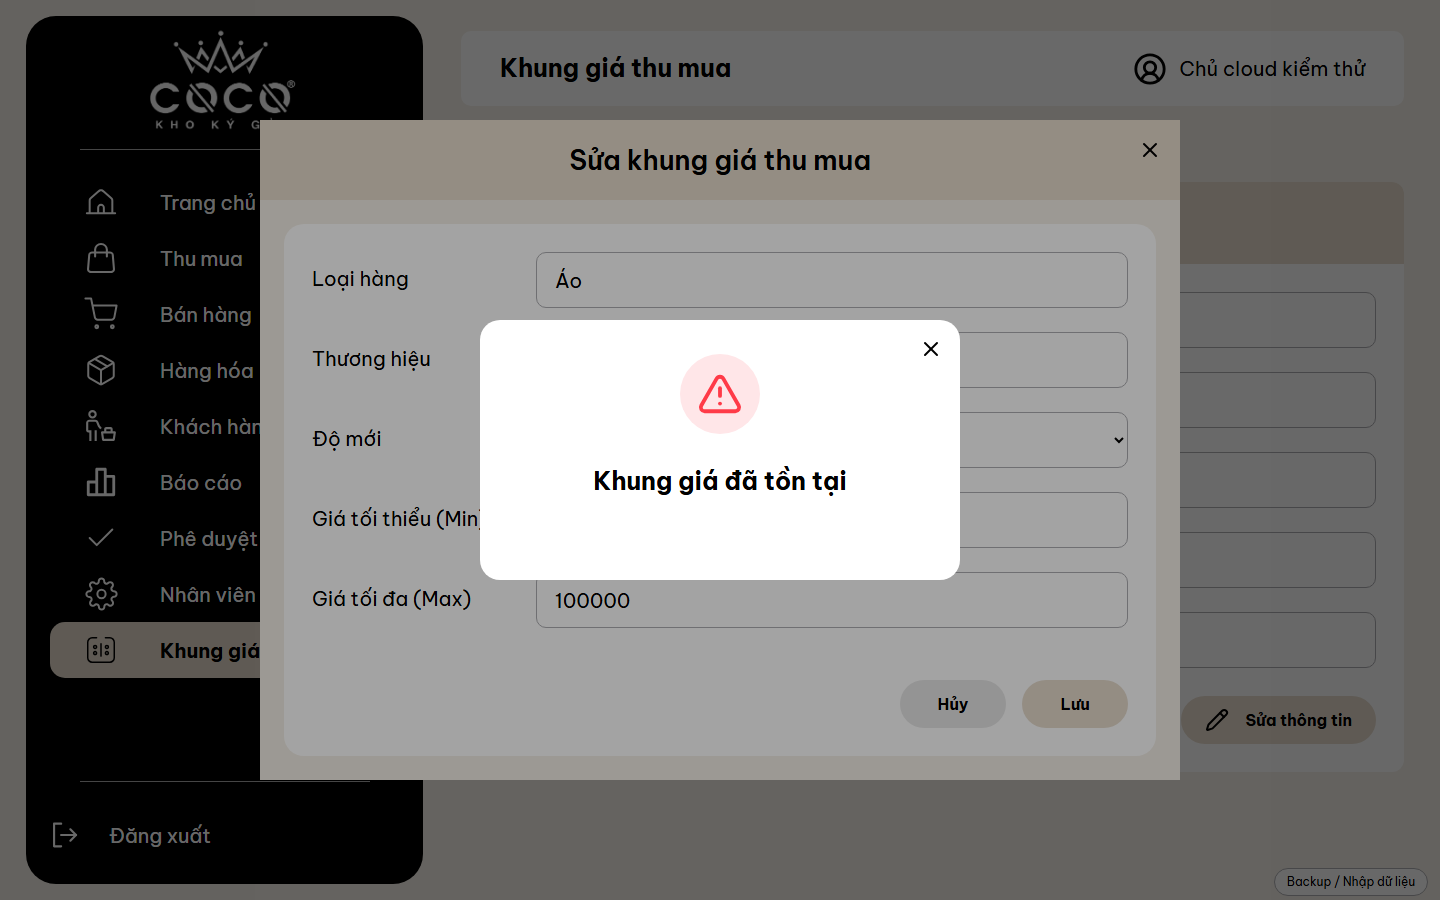 COCO®
KHO KÝ G
Khung giá thu mua
Chủ cloud kiểm thử
Sửa khung giá thu mua
Trang chủ
Thu mua
Bán hàng
Hàng hóa
Khách hàn
Báo cáo
Phê duyệt
Nhân viên
Khung giá
Đăng xuất
Loại hàng
Áo
Thương hiệu
Độ mới
Giá tối thiểu (Min)
Giá tối đa (Max)
100000
Khung giá đã tồn tại
Hủy
Lưu
Sửa thông tin
Backup / Nhập dữ liệu